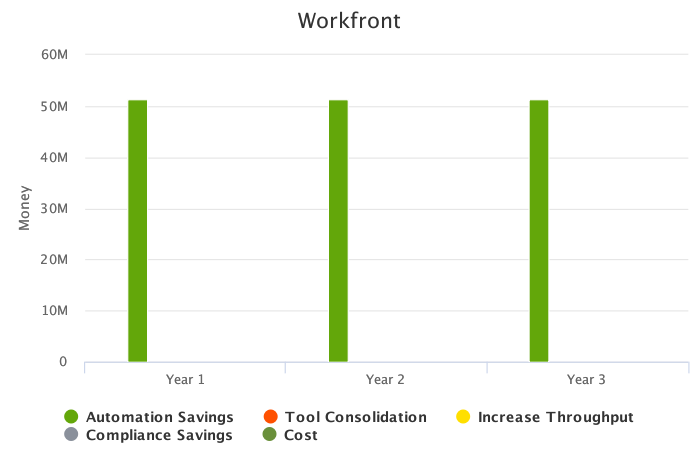 Workfront
60M
50M
40M
30M
20M
10M
0
Money
Year 1
Year 2
Year 3
Automation Savings
Tool Consolidation
Increase Throughput
Compliance Savings
Cost